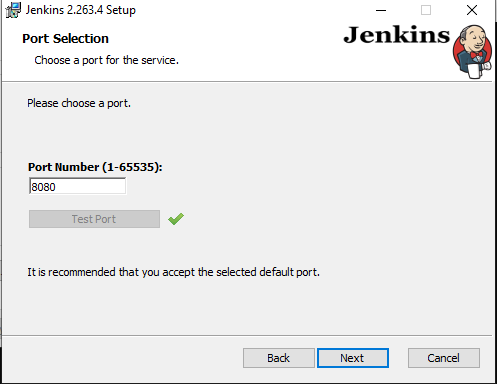 Jenkins 2.263.4 Setup
Port Selection
Choose a port for the service.
Jenkins
Please choose a port.
Port Number (1-65535):
8080
Test Port
It is recommended that you accept the selected default port.
Back
Next
Cancel